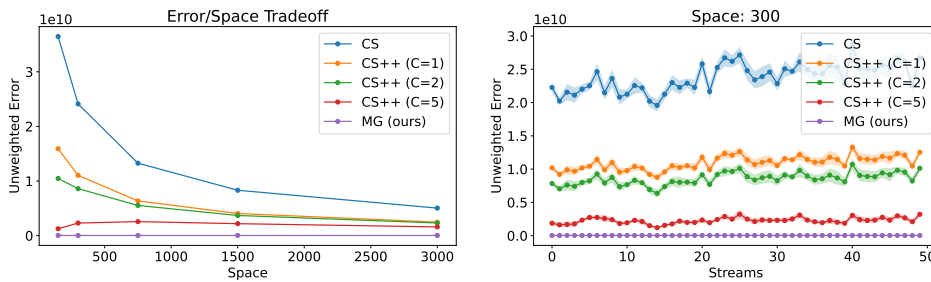 Error/Space Tradeoff
1e10
3
2
1
0
Unweighted Error
500
1000
1500
2000
2500
3000
Space
CS
CS++ (C=1)
CS++ (C=2)
CS++ (C=5)
MG (ours)
Space: 300
1e10
3.0
2.5
2.0
1.5
1.0
0.5
0.0
Unweighted Error
0
10
20
30
40
50
Streams
CS
CS++ (C=1)
CS++ (C=2)
CS++ (C=5)
MG (ours)